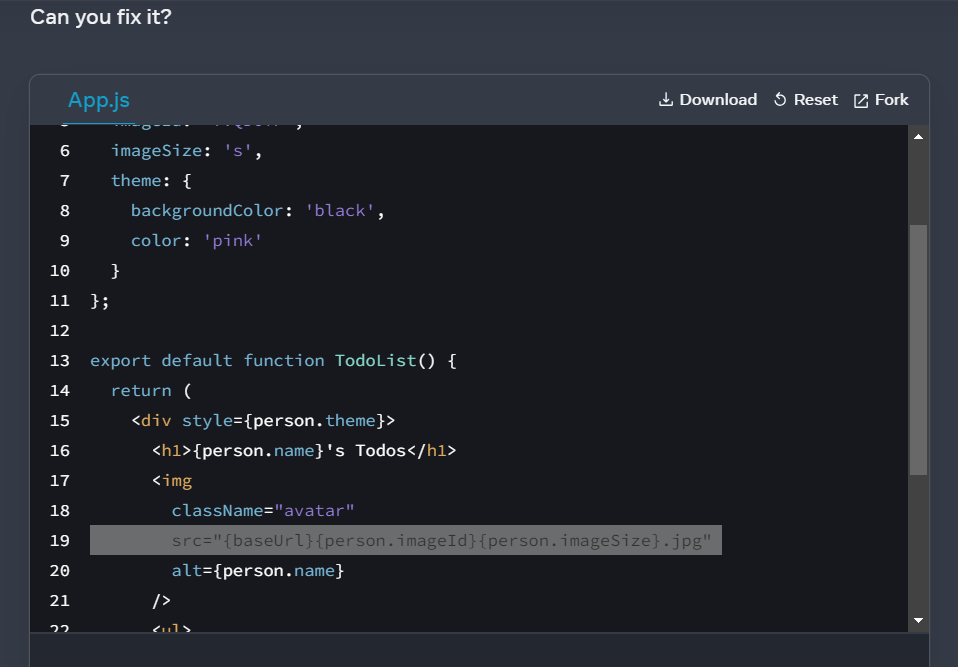 Can you fix it?
App.js
Download Reset Fork
6 imageSize: 's',
7 theme: {
8 backgroundColor: 'black',
9 color: 'pink'
10 }
11 };
12
13 export default function TodoList() {
14 return (
15 <div style={person.theme}>
16 <h1>{person.name}'s Todos</h1>
17 <img
18 className="avatar"
19 src="{baseUrl}{person.imageId}{person.imageSize}.jpg"
20 alt={person.name}
21 />
22 <ul>